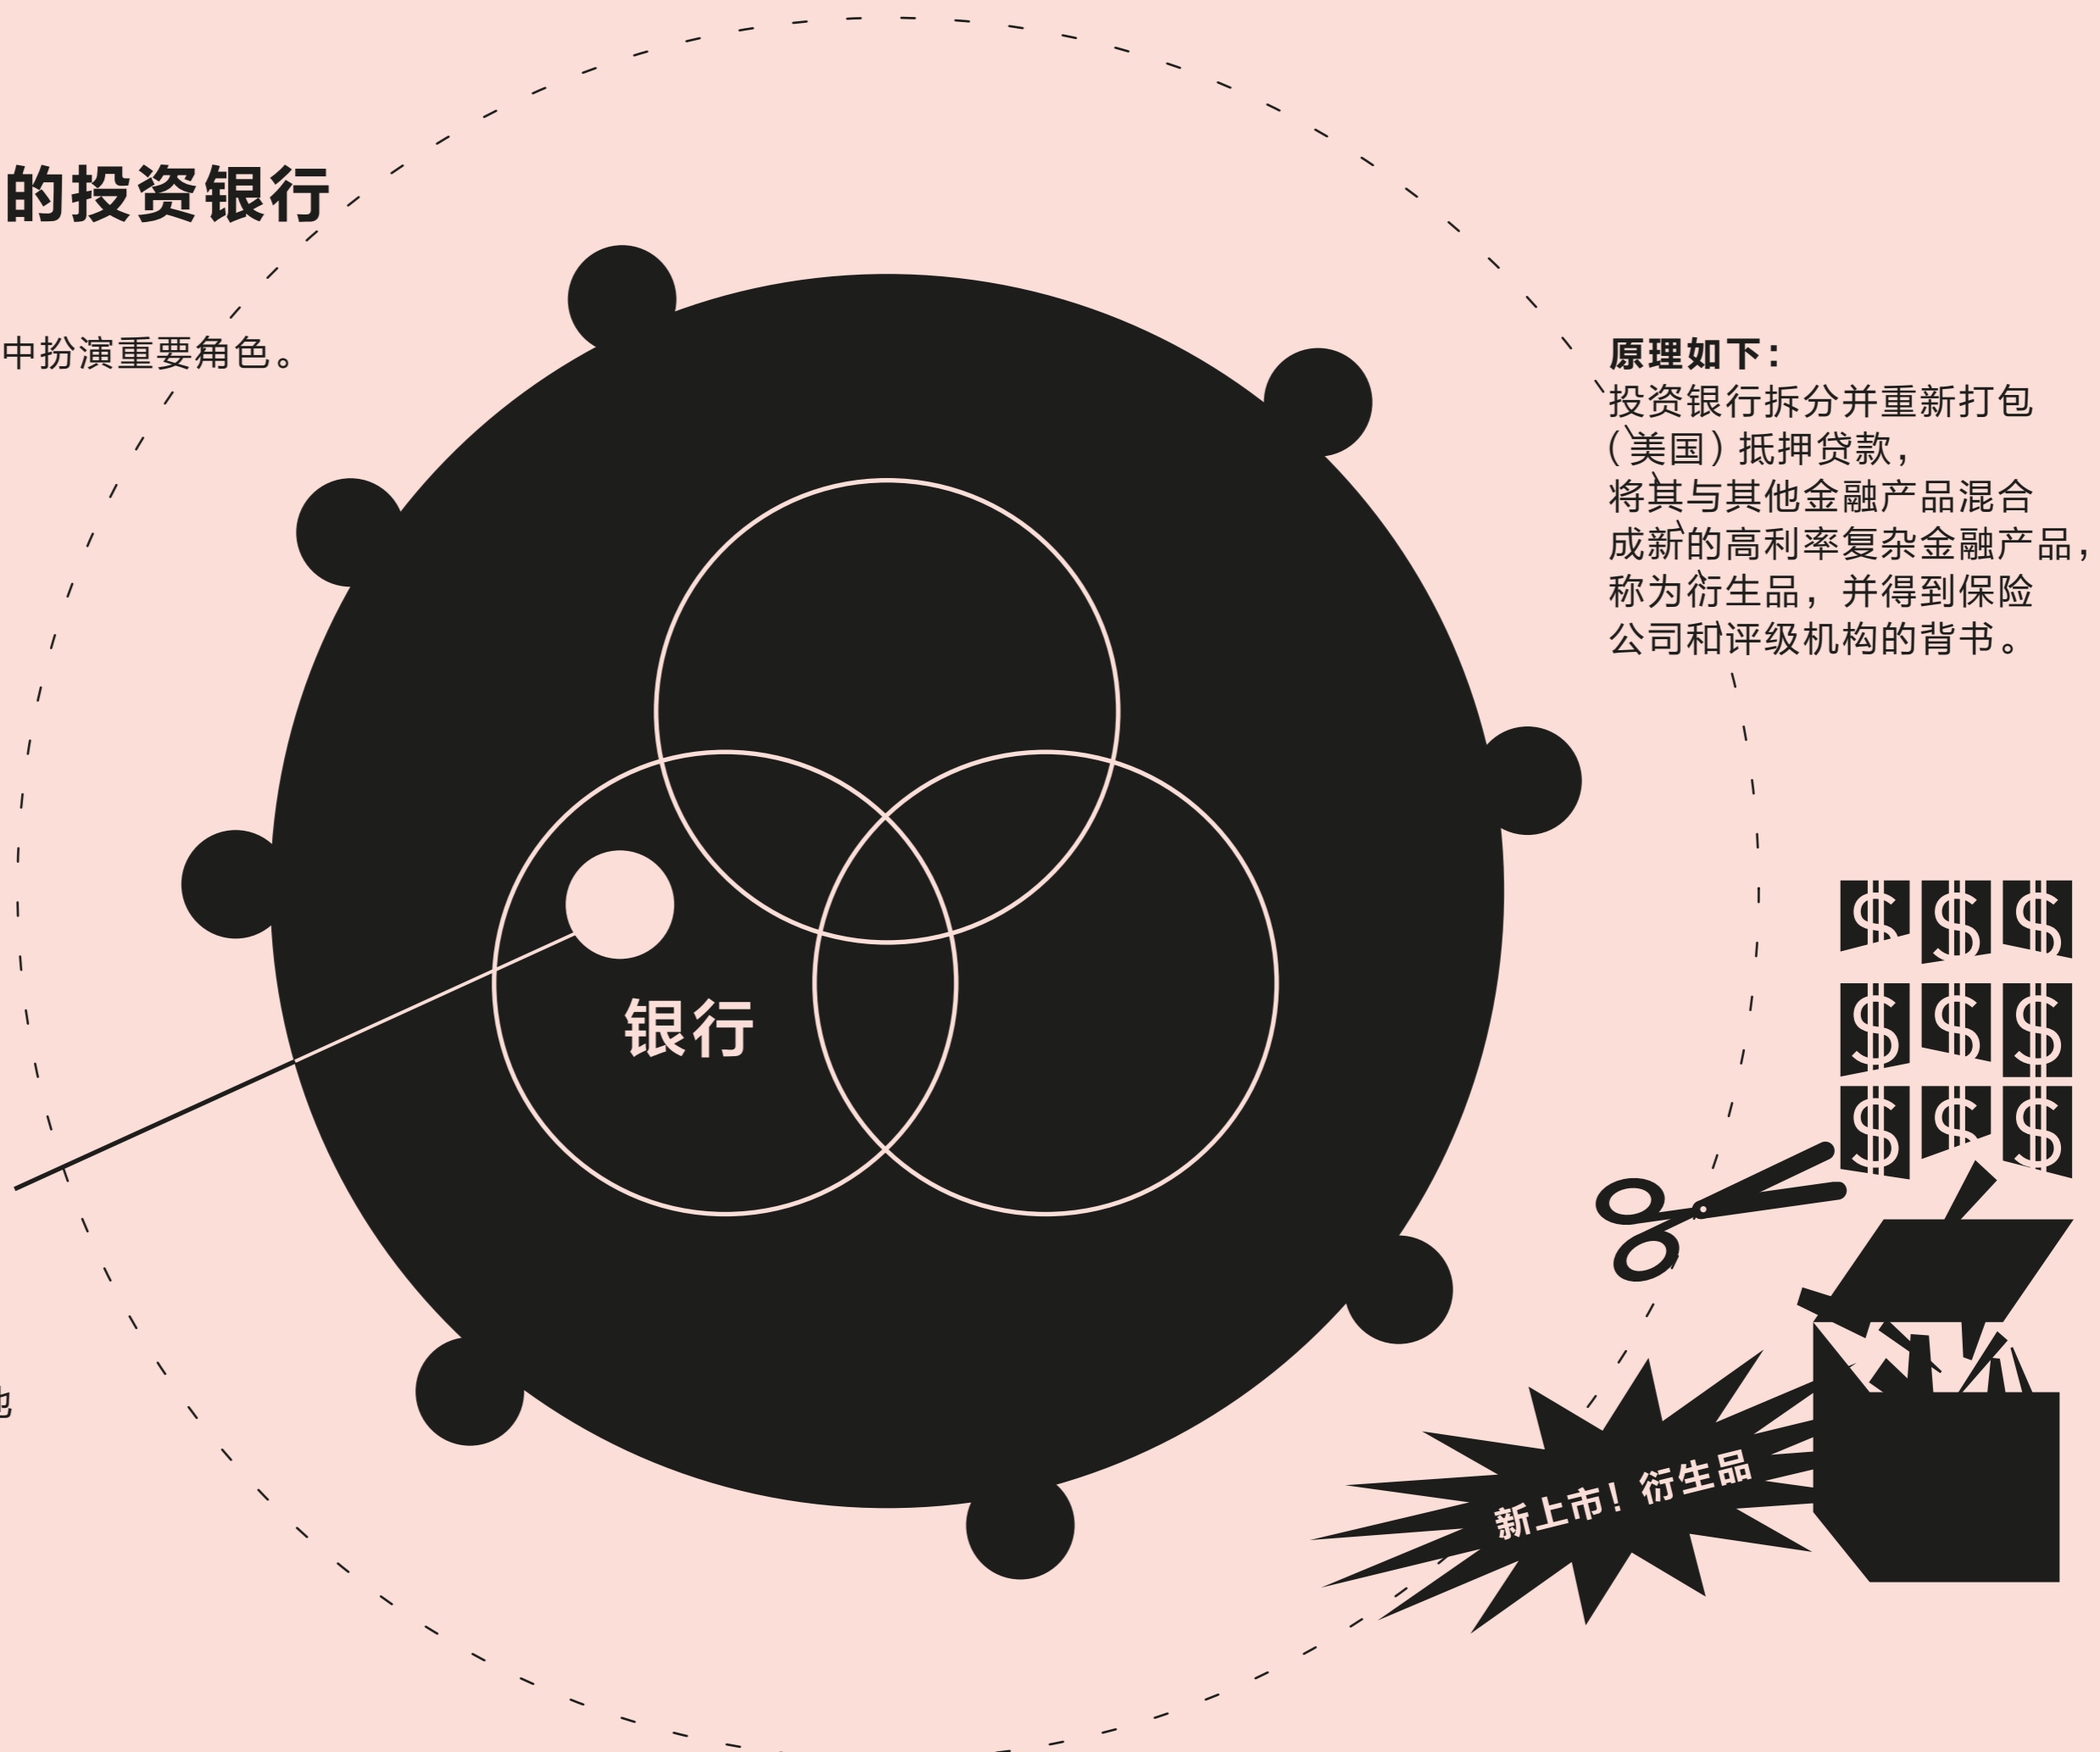 的投资银行
中扮演重要角色。
原理如下：
投资银行拆分并重新打包
（美国）抵押贷款，
将其与其他金融产品混合
成新的高利率复杂金融产品，
称为衍生品，并得到保险
公司和评级机构的背书。
$ $ $
$ $ $
$ $ $
银行
新上市！衍生品